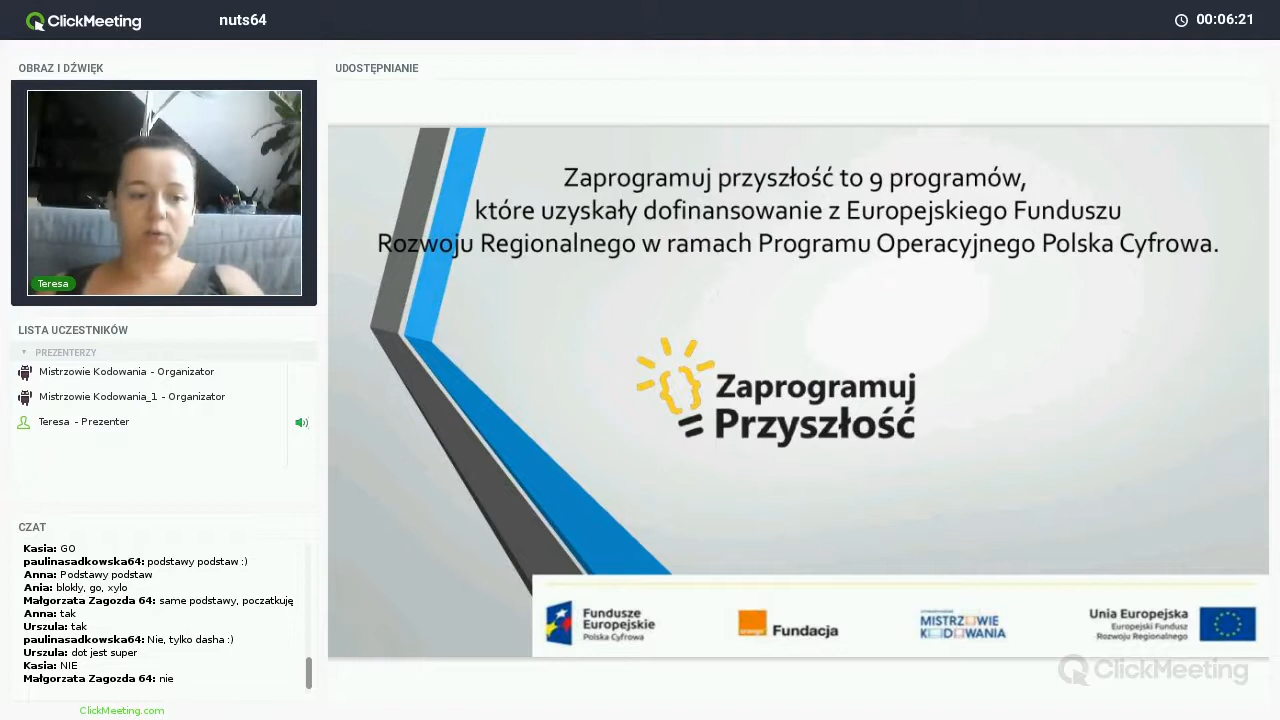 ClickMeeting
nuts64
00:06:21
OBRAZ I DŹWIĘK
Teresa
LISTA UCZESTNIKÓW
PREZENTERZY
Mistrzowie Kodowania - Organizator
Mistrzowie Kodowania_1 - Organizator
Teresa - Prezenter
CZAT
Kasia: GO
paulinasadkowska64: podstawy podstaw :)
Anna: Podstawy podstaw
Ania: blokly, go, xylo
Małgorzata Zagozda 64: same podstawy, początkuję
Anna: tak
Urszula: tak
paulinasadkowska64: Nie, tylko dasha :)
Urszula: dot jest super
Kasia: NIE
Małgorzata Zagozda 64: nie
ClickMeeting.com
UDOSTĘPNIANIE
Zaprogramuj przyszłość to 9 programów,
które uzyskały dofinansowanie z Europejskiego Funduszu
Rozwoju Regionalnego w ramach Programu Operacyjnego Polska Cyfrowa.
Zaprogramuj
Przyszłość
Fundusze
Europejskie
Polska Cyfrowa
orange
Fundacja
MISTRZOWIE
KODOWANIA
Unia Europejska
Europejski Fundusz
Rozwoju Regionalnego
ClickMeeting